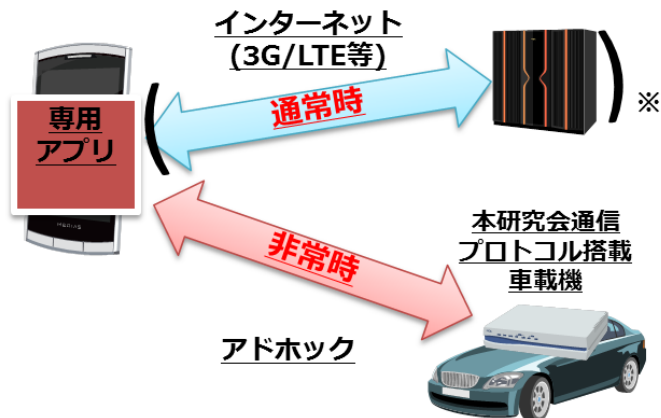 インターネット
(3G/LTE等)
通常時
※
専用
アプリ
非常時
本研究会通信
プロトコル搭載
車載機
アドホック